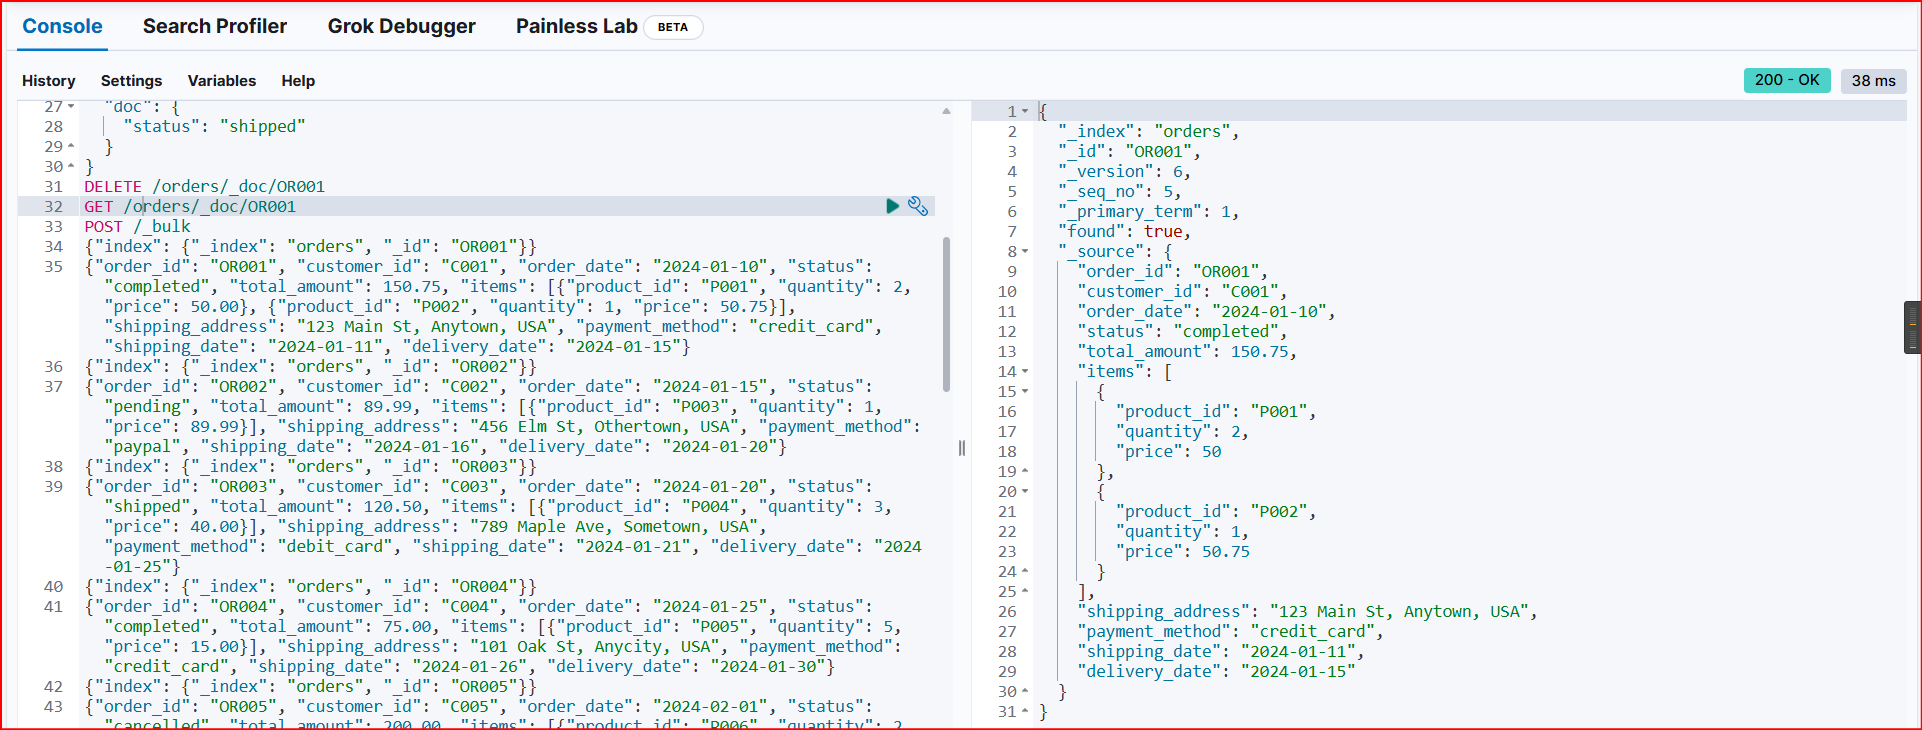 Console Search Profiler Grok Debugger Painless Lab BETA
History Settings Variables Help
200 - OK 38 ms
27 "doc": {
28 "status": "shipped"
29 }
30 }
31 DELETE /orders/_doc/OR001
32 GET /orders/_doc/OR001
33 POST /_bulk
34 {"index": {"_index": "orders", "_id": "OR001"}}
35 {"order_id": "OR001", "customer_id": "C001", "order_date": "2024-01-10", "status":
"completed", "total_amount": 150.75, "items": [{"product_id": "P001", "quantity": 2,
"price": 50.00}, {"product_id": "P002", "quantity": 1, "price": 50.75}],
"shipping_address": "123 Main St, Anytown, USA", "payment_method": "credit_card",
"shipping_date": "2024-01-11", "delivery_date": "2024-01-15"}
36 {"index": {"_index": "orders", "_id": "OR002"}}
37 {"order_id": "OR002", "customer_id": "C002", "order_date": "2024-01-15", "status":
"pending", "total_amount": 89.99, "items": [{"product_id": "P003", "quantity": 1,
"price": 89.99}], "shipping_address": "456 Elm St, Othertown, USA", "payment_method":
"paypal", "shipping_date": "2024-01-16", "delivery_date": "2024-01-20"}
38 {"index": {"_index": "orders", "_id": "OR003"}}
39 {"order_id": "OR003", "customer_id": "C003", "order_date": "2024-01-20", "status":
"shipped", "total_amount": 120.50, "items": [{"product_id": "P004", "quantity": 3,
"price": 40.00}], "shipping_address": "789 Maple Ave, Sometown, USA",
"payment_method": "debit_card", "shipping_date": "2024-01-21", "delivery_date": "2024
-01-25"}
40 {"index": {"_index": "orders", "_id": "OR004"}}
41 {"order_id": "OR004", "customer_id": "C004", "order_date": "2024-01-25", "status":
"completed", "total_amount": 75.00, "items": [{"product_id": "P005", "quantity": 5,
"price": 15.00}], "shipping_address": "101 Oak St, Anycity, USA", "payment_method":
"credit_card", "shipping_date": "2024-01-26", "delivery_date": "2024-01-30"}
42 {"index": {"_index": "orders", "_id": "OR005"}}
43 {"order_id": "OR005", "customer_id": "C005", "order_date": "2024-02-01", "status":
"cancelled", "total_amount": 200.00, "items": [{"product_id": "P006", "quantity": 2,
1 {
2 "_index": "orders",
3 "_id": "OR001",
4 "_version": 6,
5 "_seq_no": 5,
6 "_primary_term": 1,
7 "found": true,
8 "_source": {
9 "order_id": "OR001",
10 "customer_id": "C001",
11 "order_date": "2024-01-10",
12 "status": "completed",
13 "total_amount": 150.75,
14 "items": [
15 {
16 "product_id": "P001",
17 "quantity": 2,
18 "price": 50
19 },
20 {
21 "product_id": "P002",
22 "quantity": 1,
23 "price": 50.75
24 }
25 ],
26 "shipping_address": "123 Main St, Anytown, USA",
27 "payment_method": "credit_card",
28 "shipping_date": "2024-01-11",
29 "delivery_date": "2024-01-15"
30 }
31 }